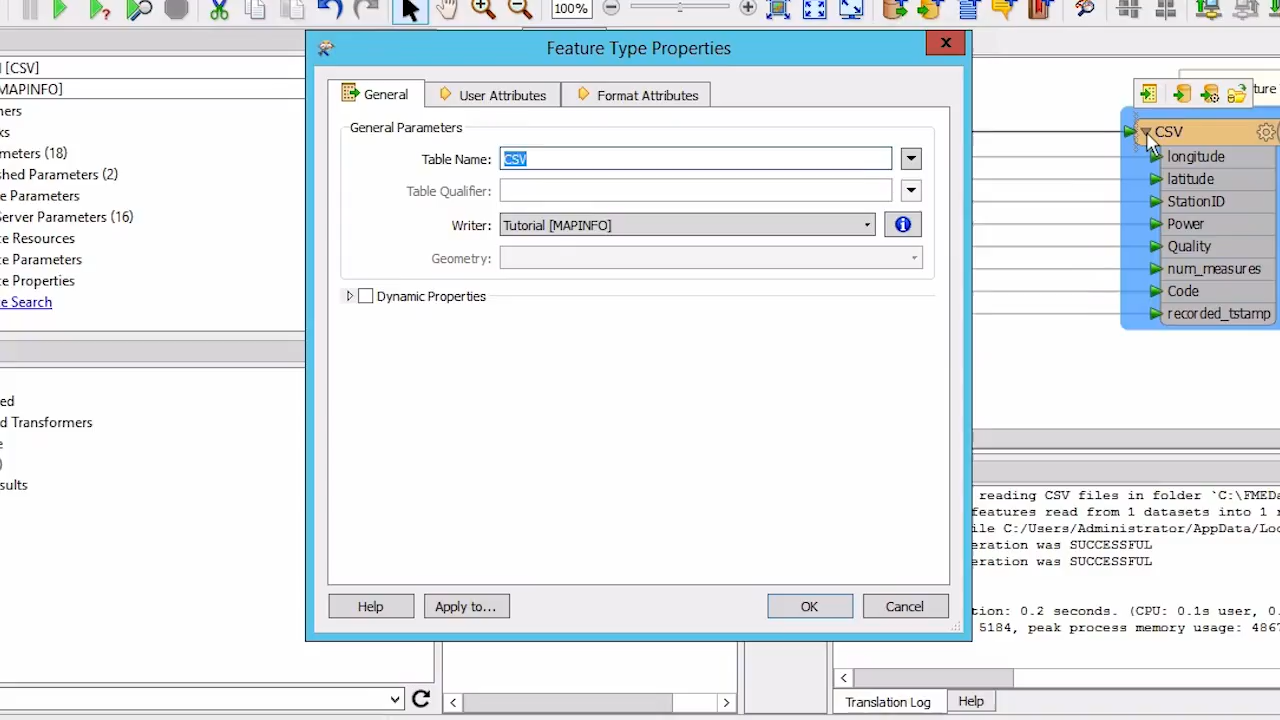 100%
Feature Type Properties
[CSV]
[MAPINFO]
ners
ks
meters (18)
shed Parameters (2)
te Parameters
Server Parameters (16)
ce Resources
ce Parameters
ce Properties
ce Search
General
User Attributes
Format Attributes
General Parameters
Table Name: CSV
Table Qualifier:
Writer: Tutorial [MAPINFO]
Geometry:
Dynamic Properties
Help
Apply to...
OK
Cancel
ture
CSV
longitude
latitude
StationID
Power
Quality
num_measures
Code
recorded_tstamp
ed
d Transformers
e
)
sults
reading CSV files in folder `C:\FMEDa
features read from 1 datasets into 1
ile C:/Users/Administrator/AppData/Loc
eration was SUCCESSFUL
eration was SUCCESSFUL
tion: 0.2 seconds. (CPU: 0.1s user, 0.
5184, peak process memory usage: 4867
Translation Log
Help